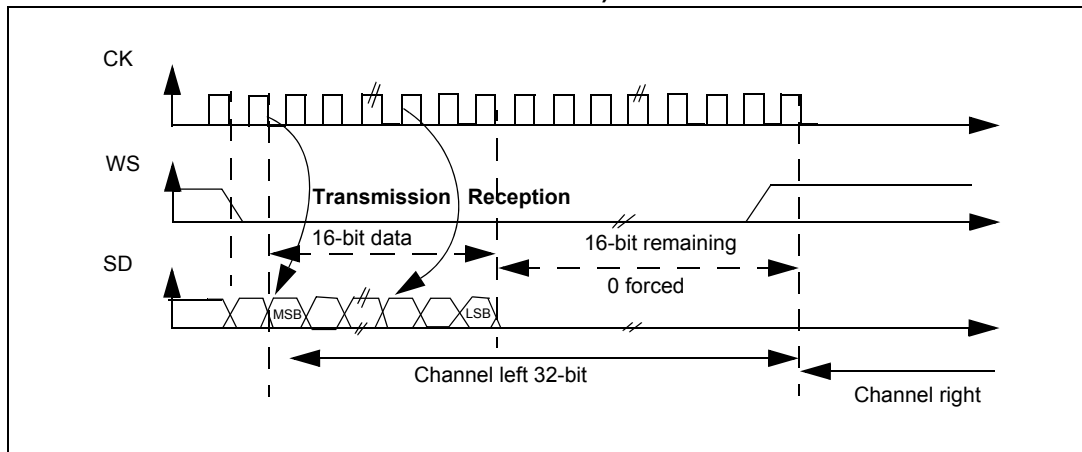 CK
WS
Transmission Reception
16-bit data
16-bit remaining
SD
0 forced
MSB
LSB
Channel left 32-bit
Channel right